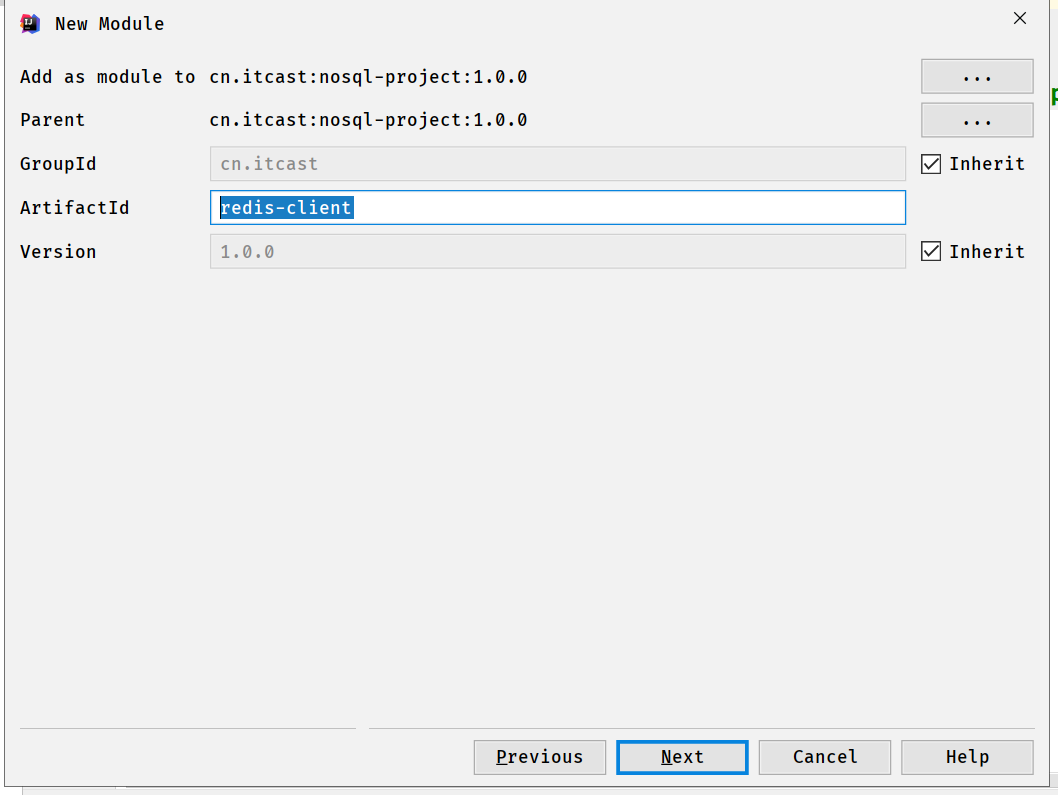 New Module
Add as module to cn.itcast:nosql-project:1.0.0 ...
Parent cn.itcast:nosql-project:1.0.0 ...
GroupId cn.itcast Inherit
ArtifactId redis-client
Version 1.0.0 Inherit
Previous Next Cancel Help